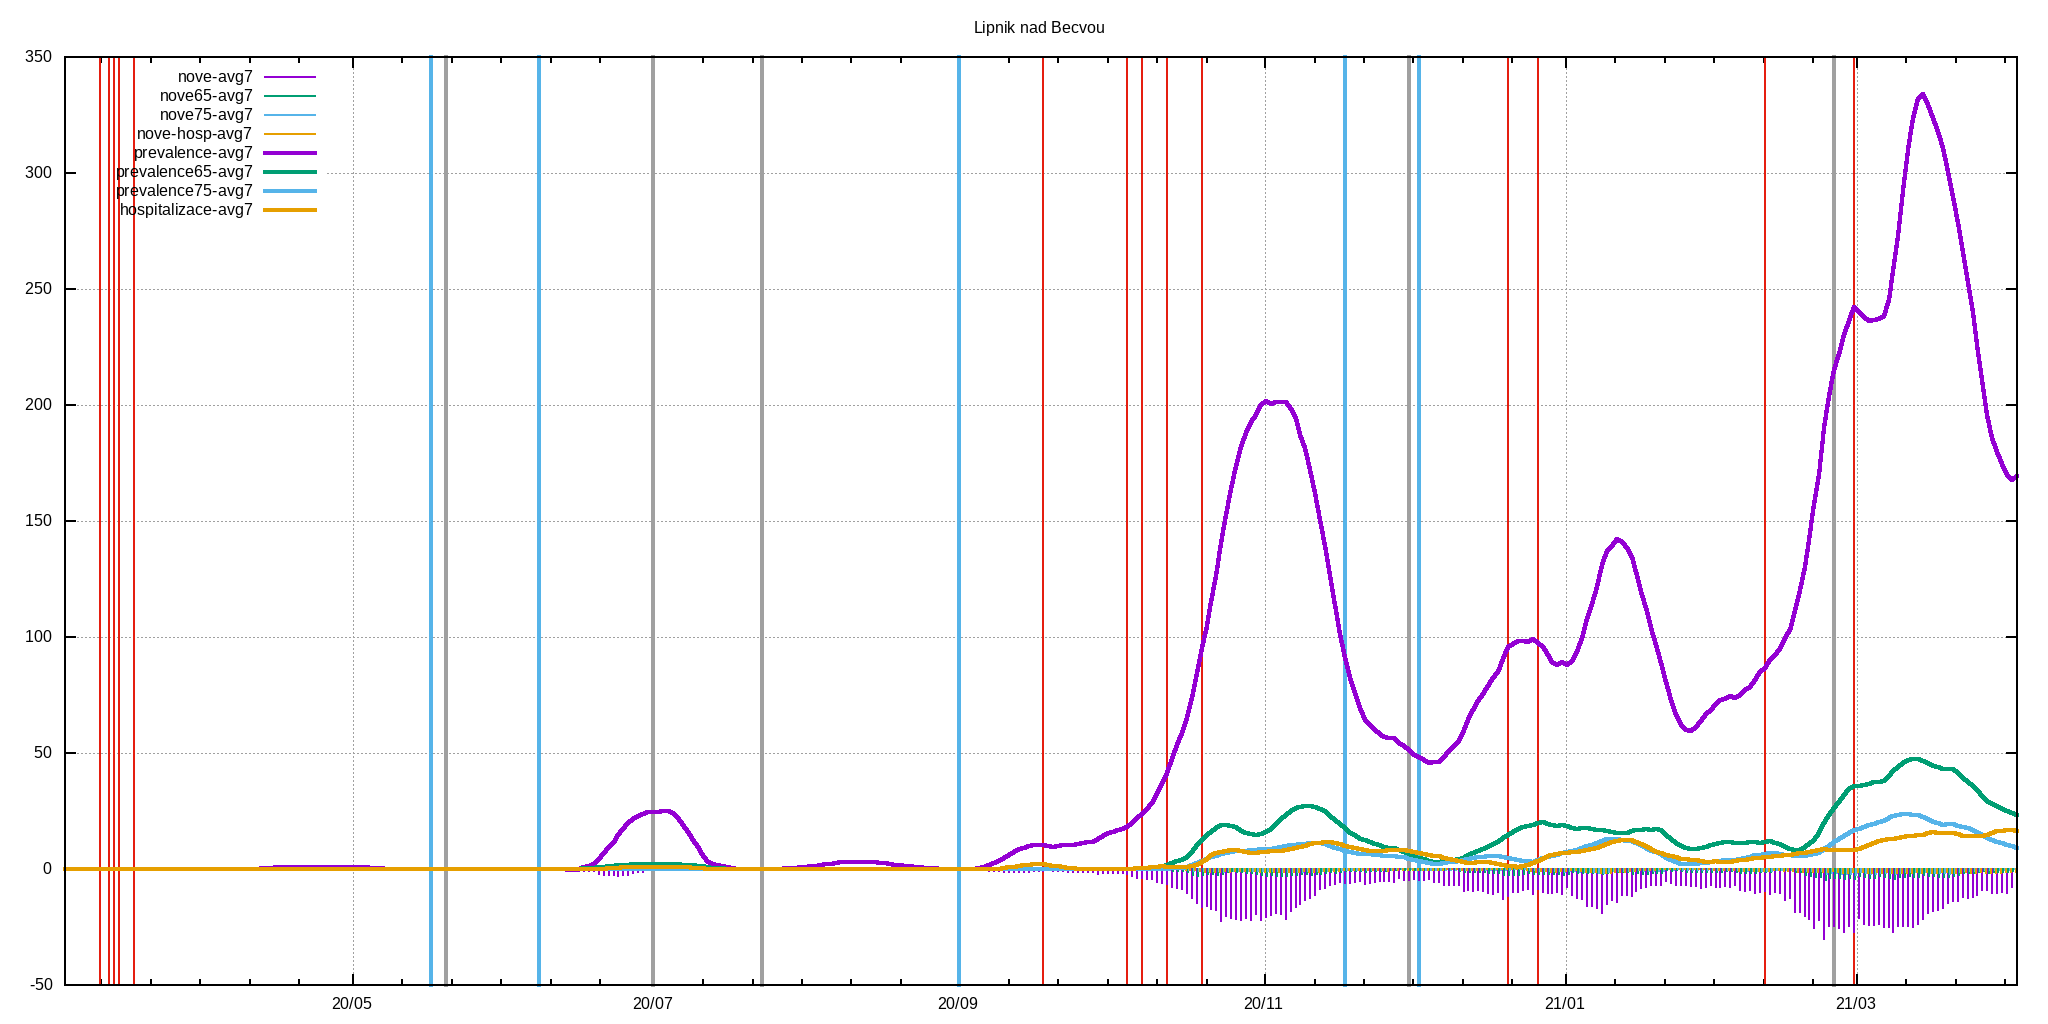 Lipnik nad Becvou
350
300
250
200
150
100
50
0
-50
nove-avg7
nove65-avg7
nove75-avg7
nove-hosp-avg7
prevalence-avg7
prevalence65-avg7
prevalence75-avg7
hospitalizace-avg7
20/05
20/07
20/09
20/11
21/01
21/03